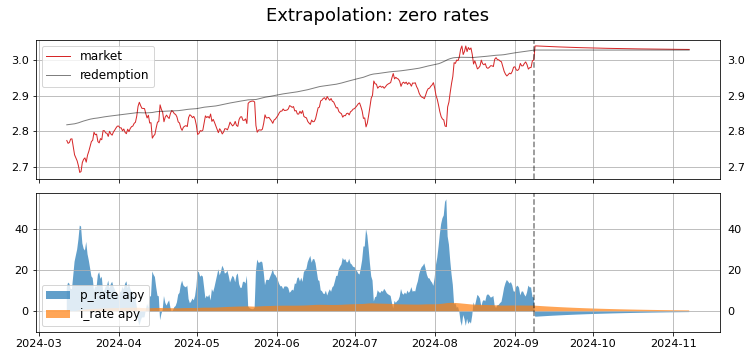 Extrapolation: zero rates
3.0 3.0
2.9 2.9
2.8 2.8
2.7 2.7
market
redemption
40 40
20 20
0 0
p_rate apy
i_rate apy
2024-03 2024-04 2024-05 2024-06 2024-07 2024-08 2024-09 2024-10 2024-11